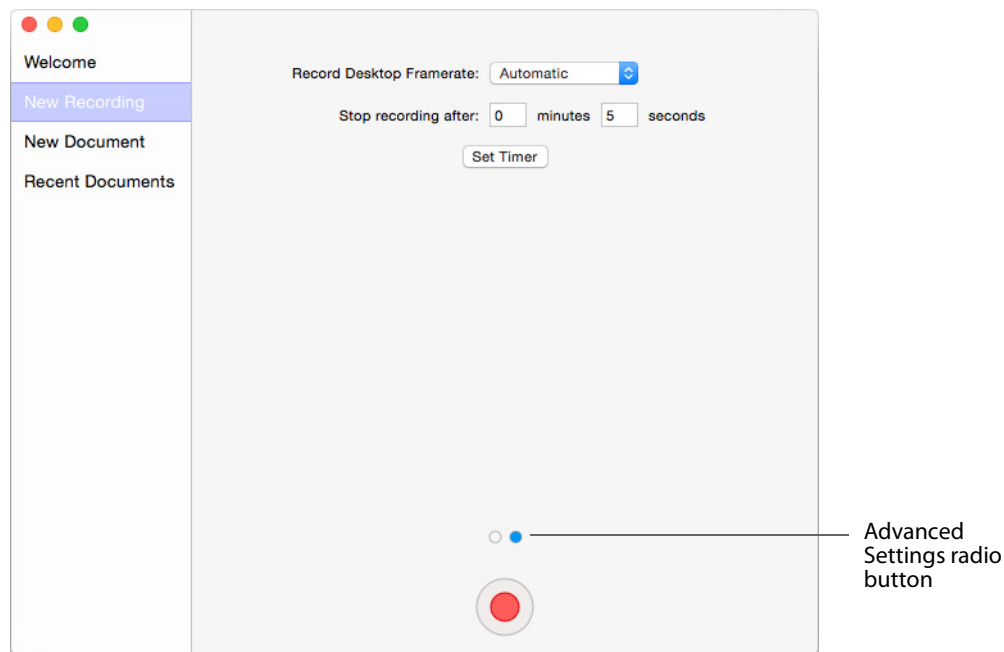 Welcome
New Recording
New Document
Recent Documents
Record Desktop Framerate: Automatic
Stop recording after: 0 minutes 5 seconds
Set Timer
Advanced
Settings radio
button